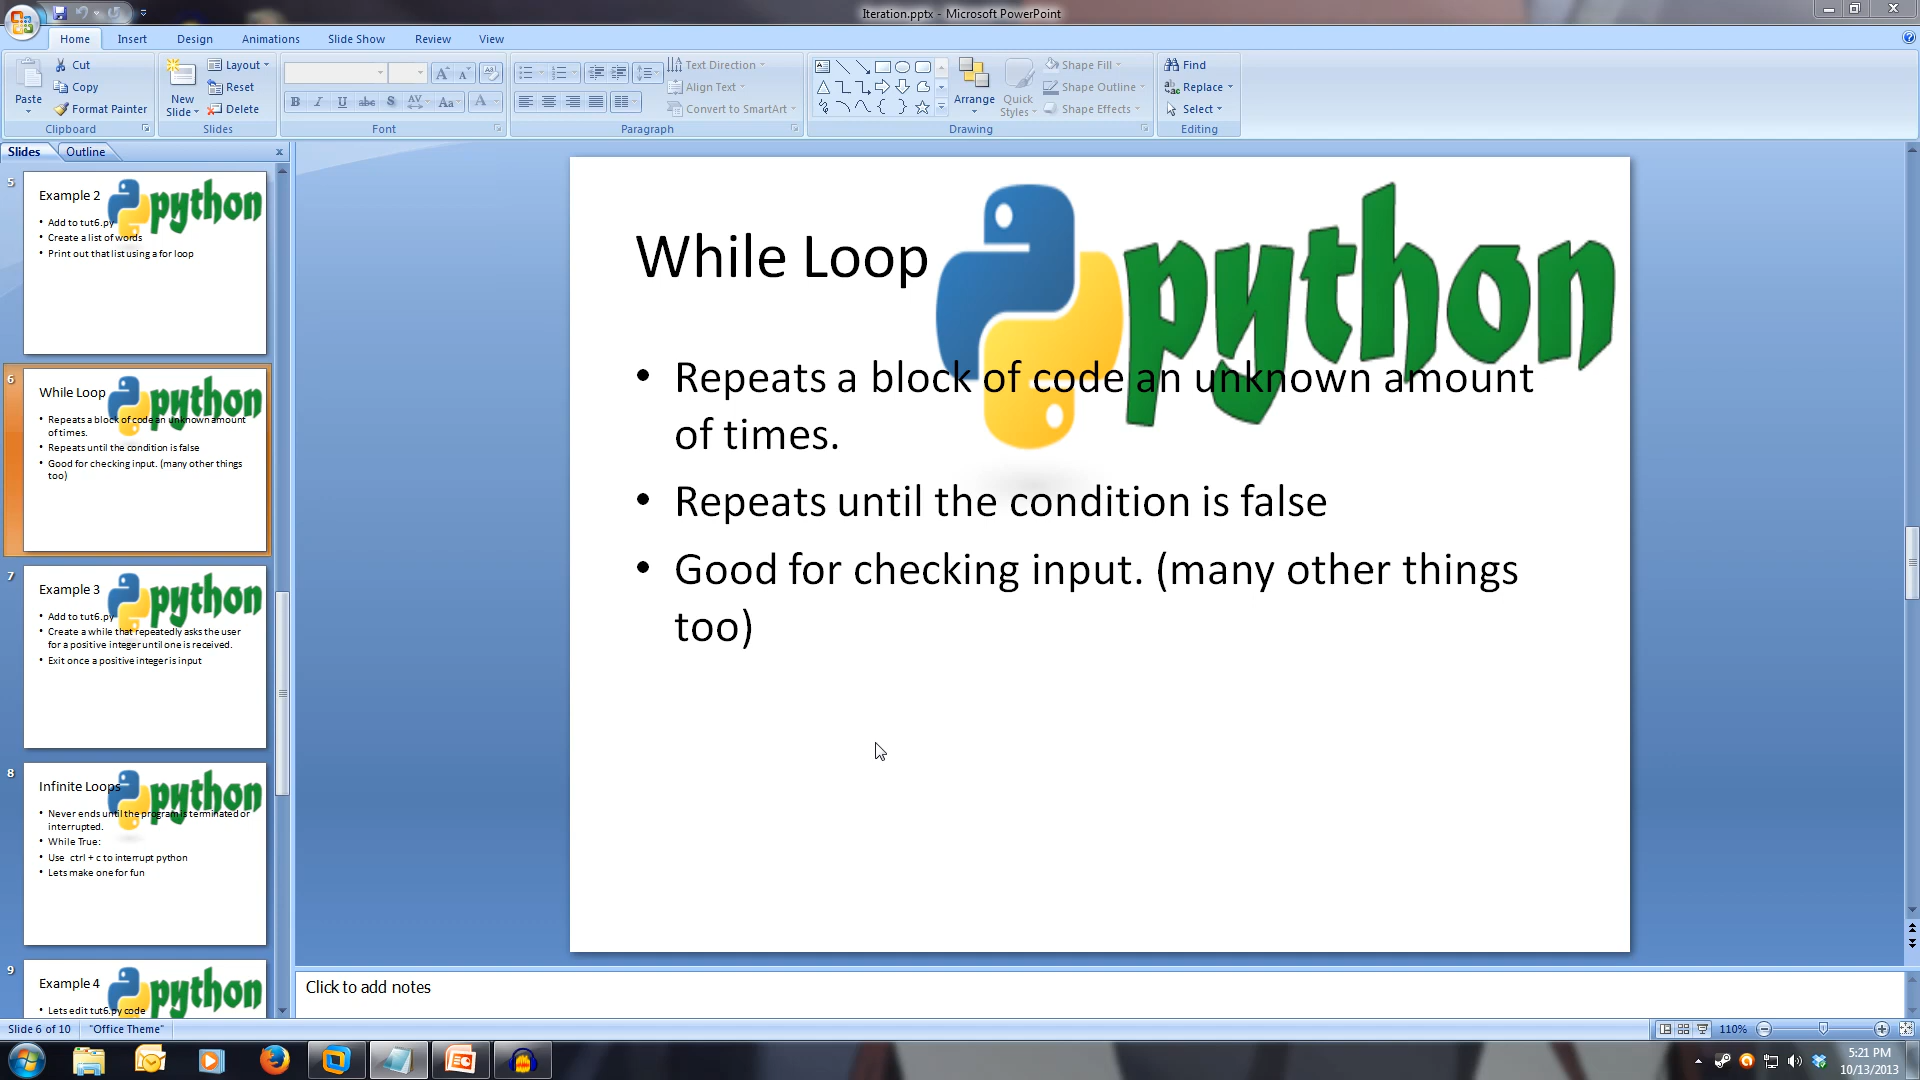 Iteration.pptx - Microsoft PowerPoint
Home Insert Design Animations Slide Show Review View
Paste
Cut
Copy
Format Painter
Clipboard
New Slide
Layout
Reset
Delete
Slides
B I U abc S AV Aa A
Font
Text Direction
Align Text
Convert to SmartArt
Paragraph
Arrange
Quick Styles
Shape Fill
Shape Outline
Shape Effects
Drawing
Find
Replace
Select
Editing
Slides Outline x
5
Example 2
python
• Add to tut6.py
• Create a list of words
• Print out that list using a for loop
6
While Loop
python
• Repeats a block of code an unknown amount
of times.
• Repeats until the condition is false
• Good for checking input. (many other things
too)
7
Example 3
python
• Add to tut6.py
• Create a while that repeatedly asks the user
for a positive integer until one is received.
• Exit once a positive integer is input
8
Infinite Loops
python
• Never ends until the program is terminated or
interrupted.
• While True:
• Use ctrl + c to interrupt python
• Lets make one for fun
9
Example 4
python
• Lets edit tut6.py code
While Loop
python
• Repeats a block of code an unknown amount
of times.
• Repeats until the condition is false
• Good for checking input. (many other things
too)
Click to add notes
Slide 6 of 10 "Office Theme" 110%
5:21 PM
10/13/2013